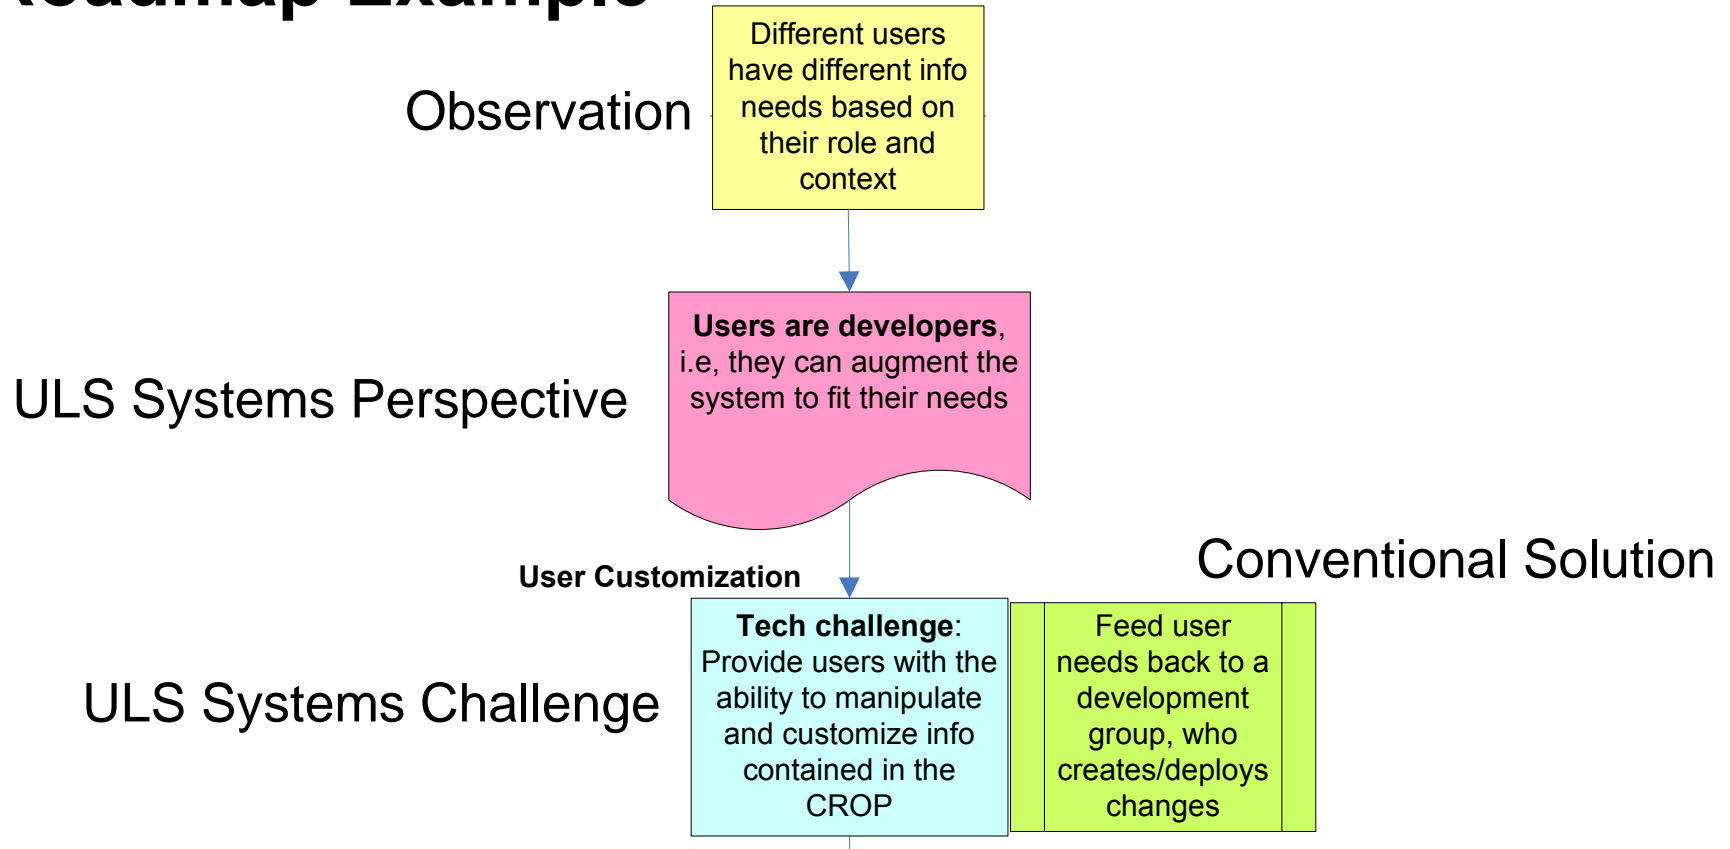 Roadmap Example
Different users
have different info
needs based on
their role and
context
Observation
Users are developers,
i.e, they can augment the
system to fit their needs
ULS Systems Perspective
Conventional Solution
User Customization
Tech challenge:
Provide users with the
ability to manipulate
and customize info
contained in the
CROP
Feed user
needs back to a
development
group, who
creates/deploys
changes
ULS Systems Challenge